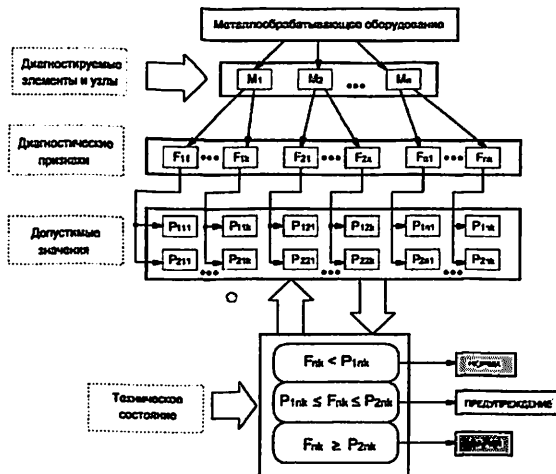 Металлообрабатывающее оборудование
Диагностируемые
элементы и узлы
M1 M2 ... Mn
Диагностические
признаки
F11 ... F1k F21 ... F2k Fn1 ... Fnk
Допустимые
значения
P111 P11k P121 P12k P1n1 P1nk
P211 ... P21k P221 ... P22k P2n1 ... P2nk
Fnk < P1nk
НОРМА
Техническое
состояние
P1nk ≤ Fnk ≤ P2nk
ПРЕДУПРЕЖДЕНИЕ
Fnk ≥ P2nk